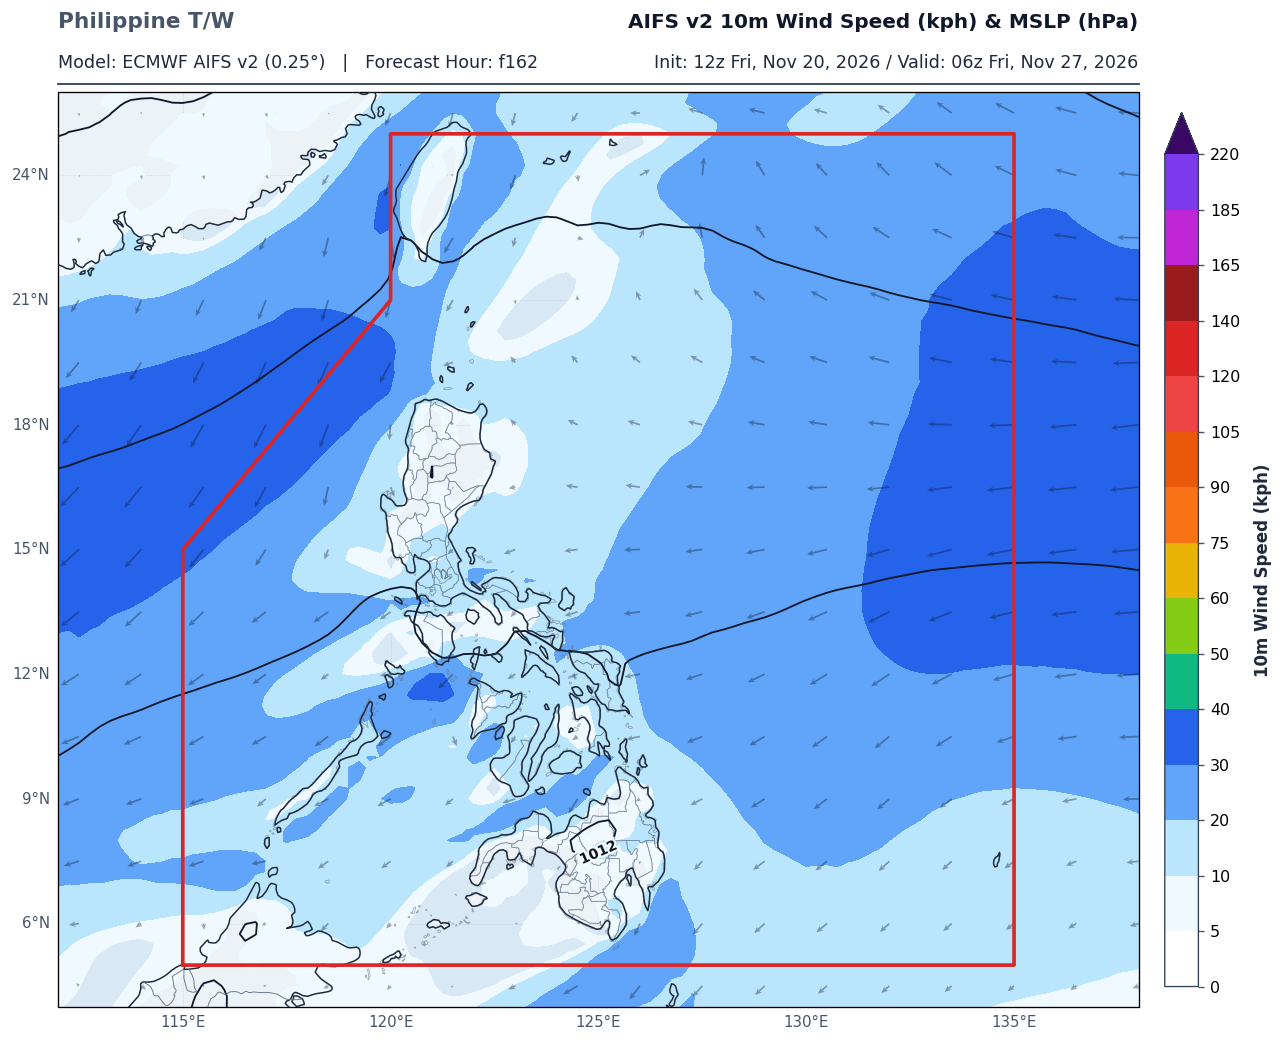 Philippine T/W
AIFS v2 10m Wind Speed (kph) & MSLP (hPa)
Model: ECMWF AIFS v2 (0.25°) | Forecast Hour: f162
Init: 12z Fri, Nov 20, 2026 / Valid: 06z Fri, Nov 27, 2026
24°N
21°N
18°N
15°N
12°N
9°N
6°N
1012
115°E
120°E
125°E
130°E
135°E
220
185
165
140
120
105
90
75
60
50
40
30
20
10
5
0
10m Wind Speed (kph)